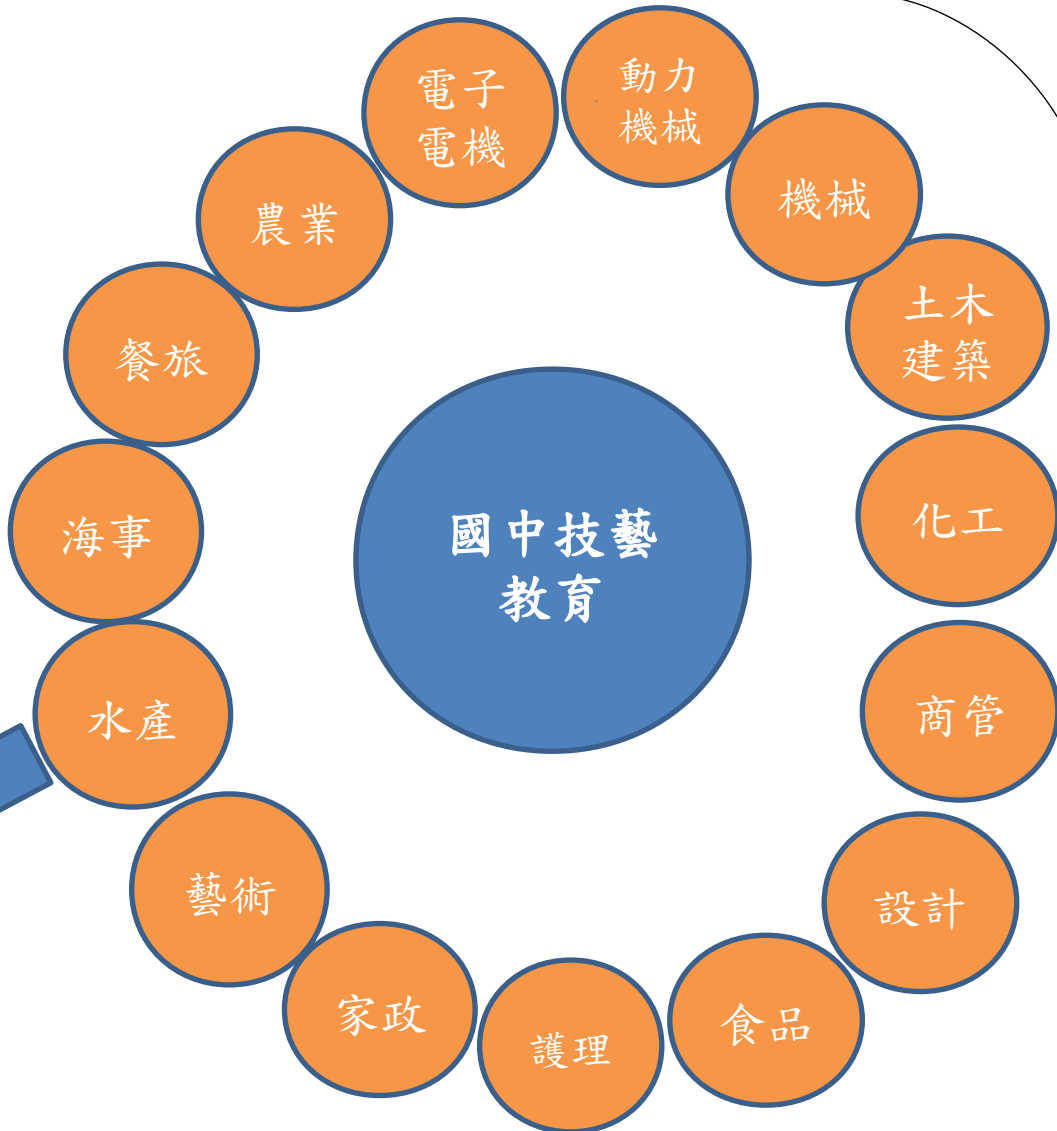 電子
電機
動力
機械
機械
土木
建築
化工
商管
設計
食品
護理
家政
藝術
水產
海事
餐旅
農業
國中技藝
教育